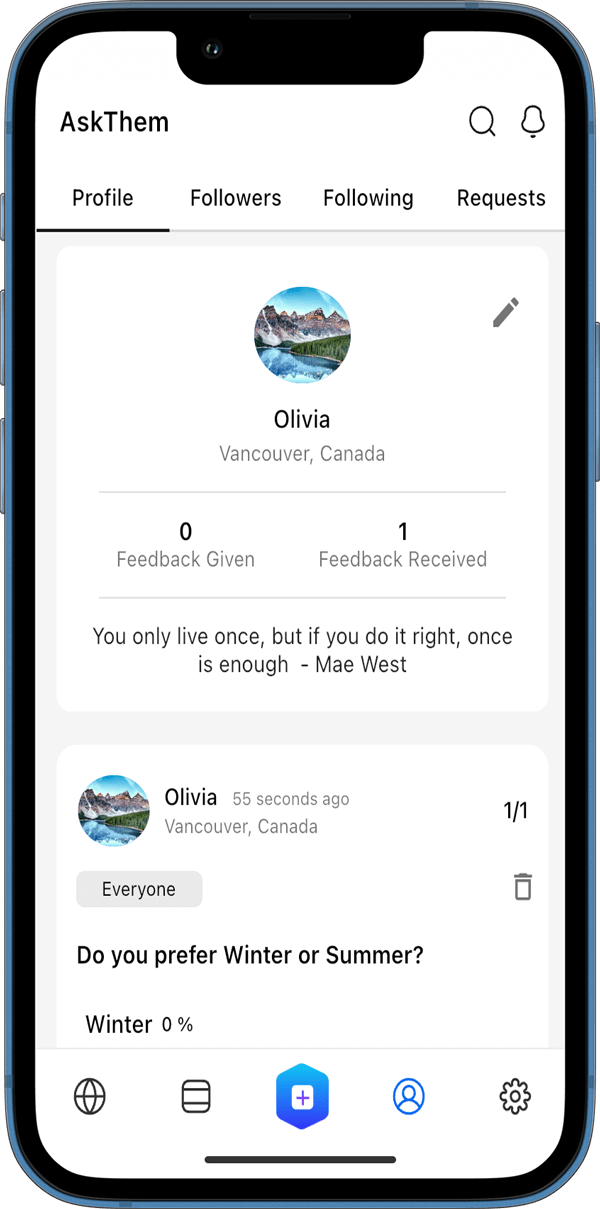 AskThem
Profile Followers Following Requests
Olivia
Vancouver, Canada
0 1
Feedback Given Feedback Received
You only live once, but if you do it right, once
is enough - Mae West
Olivia 55 seconds ago
Vancouver, Canada
1/1
Everyone
Do you prefer Winter or Summer?
Winter 0 %